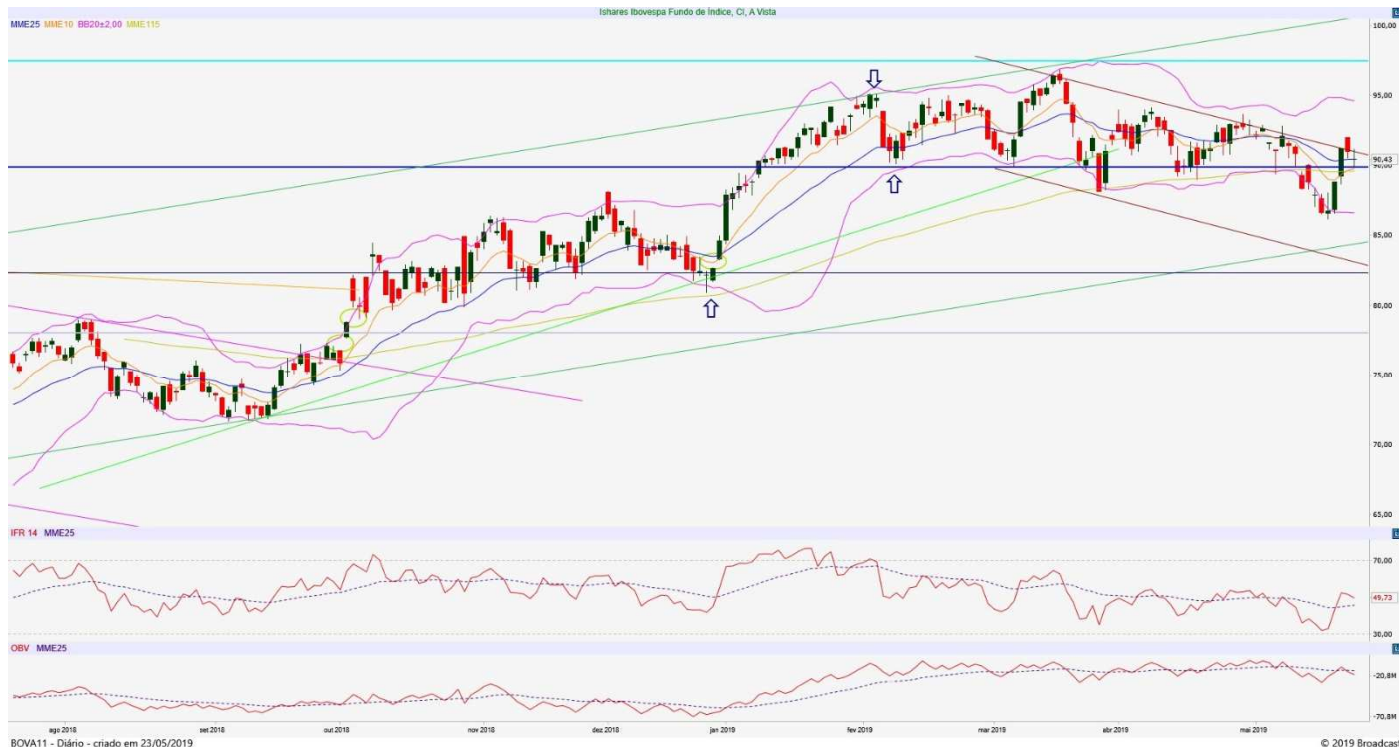 Ishares Ibovespa Fundo de Índice, CI, A Vista
MME25 MME10 BB20±2,00 MME115
100,00
95,00
90,43
90,00
85,00
80,00
75,00
70,00
65,00
IFR 14 MME25
70,00
49,73
30,00
OBV MME25
-20,8M
-70,8M
ago 2018 set 2018 out 2018 nov 2018 dez 2018 jan 2019 fev 2019 mar 2019 abr 2019 mai 2019
BOVA11 - Diário - criado em 23/05/2019
© 2019 Broadcast